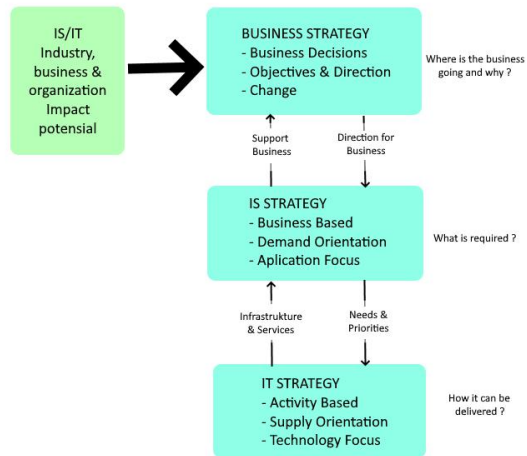 IS/IT
Industry,
business &
organization
Impact
potensial
BUSINESS STRATEGY
- Business Decisions
- Objectives & Direction
- Change
Where is the business
going and why ?
Support
Business
Direction for
Business
IS STRATEGY
- Business Based
- Demand Orientation
- Aplication Focus
What is required ?
Infrastrukture
& Services
Needs &
Priorities
IT STRATEGY
- Activity Based
- Supply Orientation
- Technology Focus
How it can be
delivered ?